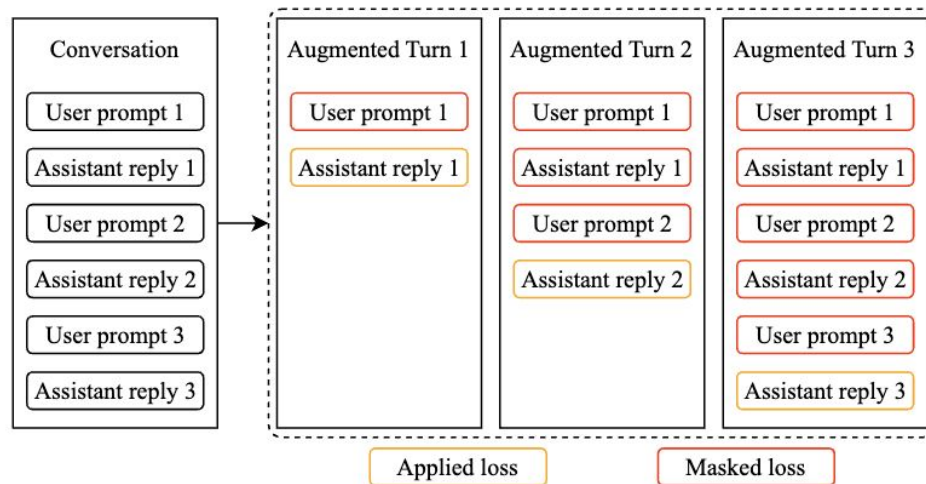 Conversation
User prompt 1
Assistant reply 1
User prompt 2
Assistant reply 2
User prompt 3
Assistant reply 3
Augmented Turn 1
User prompt 1
Assistant reply 1
Augmented Turn 2
User prompt 1
Assistant reply 1
User prompt 2
Assistant reply 2
Augmented Turn 3
User prompt 1
Assistant reply 1
User prompt 2
Assistant reply 2
User prompt 3
Assistant reply 3
Applied loss
Masked loss